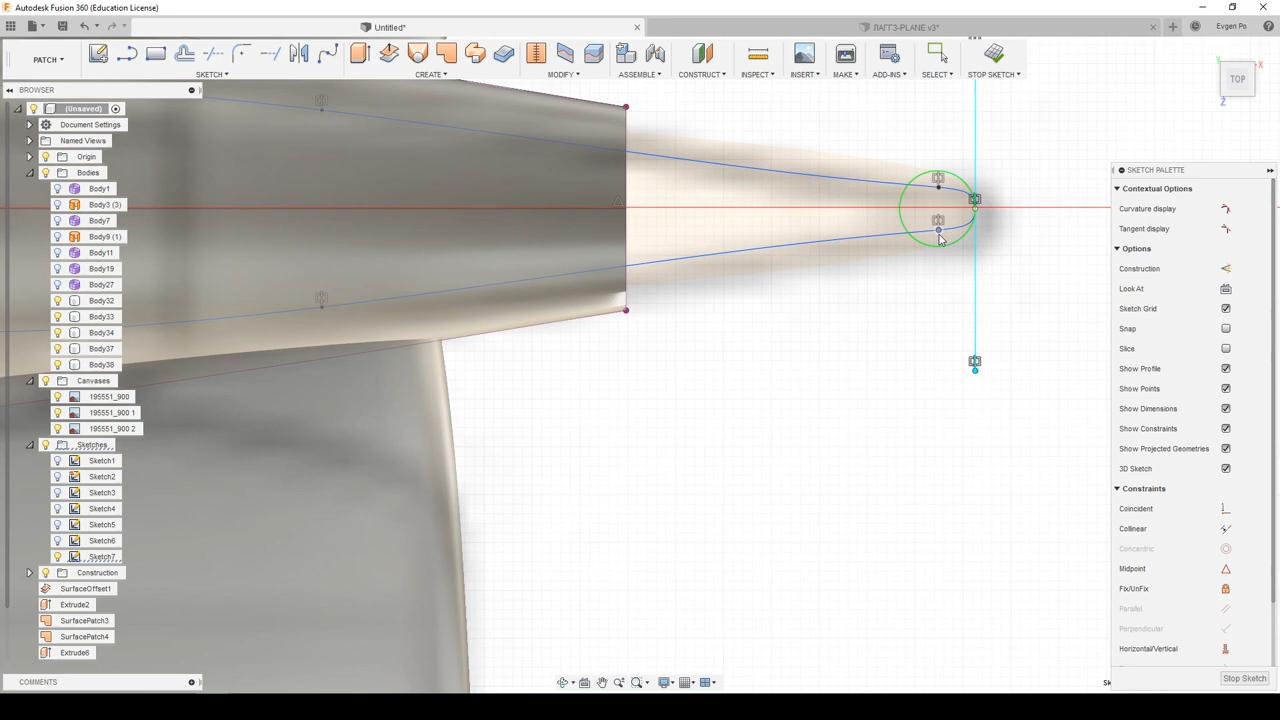 Autodesk Fusion 360 (Education License)
Untitled*
ЛАГГ3-PLANE v3*
Evgen Po
PATCH
SKETCH
CREATE
MODIFY
ASSEMBLE
CONSTRUCT
INSPECT
INSERT
MAKE
ADD-INS
SELECT
STOP SKETCH
BROWSER
(Unsaved)
Document Settings
Named Views
Origin
Bodies
Body1
Body3 (3)
Body7
Body9 (1)
Body11
Body19
Body27
Body32
Body33
Body34
Body37
Body38
Canvases
195551_900
195551_900 1
195551_900 2
Sketches
Sketch1
Sketch2
Sketch3
Sketch4
Sketch5
Sketch6
Sketch7
Construction
SurfaceOffset1
Extrude2
SurfacePatch3
SurfacePatch4
Extrude6
COMMENTS
TOP
X
Z
SKETCH PALETTE
Contextual Options
Curvature display
Tangent display
Options
Construction
Look At
Sketch Grid
Snap
Slice
Show Profile
Show Points
Show Dimensions
Show Constraints
Show Projected Geometries
3D Sketch
Constraints
Coincident
Collinear
Concentric
Midpoint
Fix/UnFix
Parallel
Perpendicular
Horizontal/Vertical
Stop Sketch